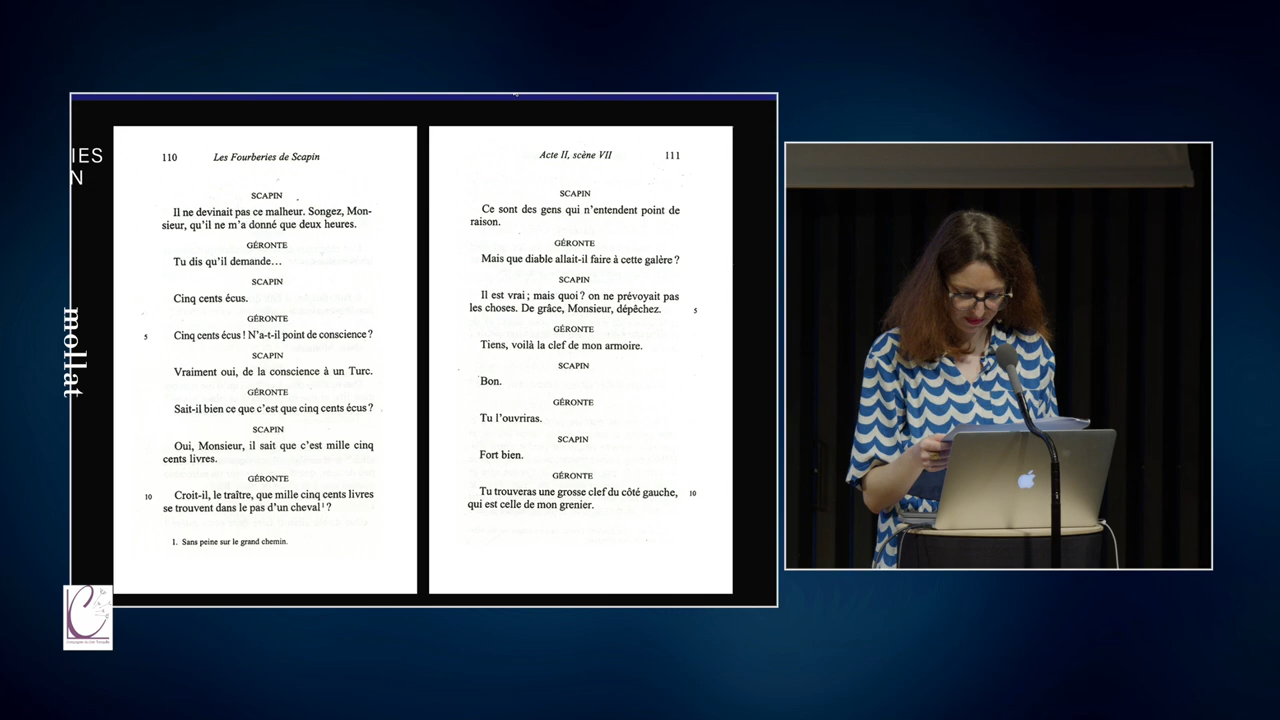 IES
N
mollat
110 Les Fourberies de Scapin
SCAPIN
Il ne devinait pas ce malheur. Songez, Mon-
sieur, qu'il ne m'a donné que deux heures.
GÉRONTE
Tu dis qu'il demande...
SCAPIN
Cinq cents écus.
GÉRONTE
5 Cinq cents écus ! N'a-t-il point de conscience ?
SCAPIN
Vraiment oui, de la conscience à un Turc.
GÉRONTE
Sait-il bien ce que c'est que cinq cents écus ?
SCAPIN
Oui, Monsieur, il sait que c'est mille cinq
cents livres.
GÉRONTE
10 Croit-il, le traître, que mille cinq cents livres
se trouvent dans le pas d'un cheval¹ ?
1. Sans peine sur le grand chemin.
Acte II, scène VII 111
SCAPIN
Ce sont des gens qui n'entendent point de
raison.
GÉRONTE
Mais que diable allait-il faire à cette galère ?
SCAPIN
Il est vrai ; mais quoi ? on ne prévoyait pas
les choses. De grâce, Monsieur, dépêchez. 5
GÉRONTE
Tiens, voilà la clef de mon armoire.
SCAPIN
Bon.
GÉRONTE
Tu l'ouvriras.
SCAPIN
Fort bien.
GÉRONTE
Tu trouveras une grosse clef du côté gauche, 10
qui est celle de mon grenier.